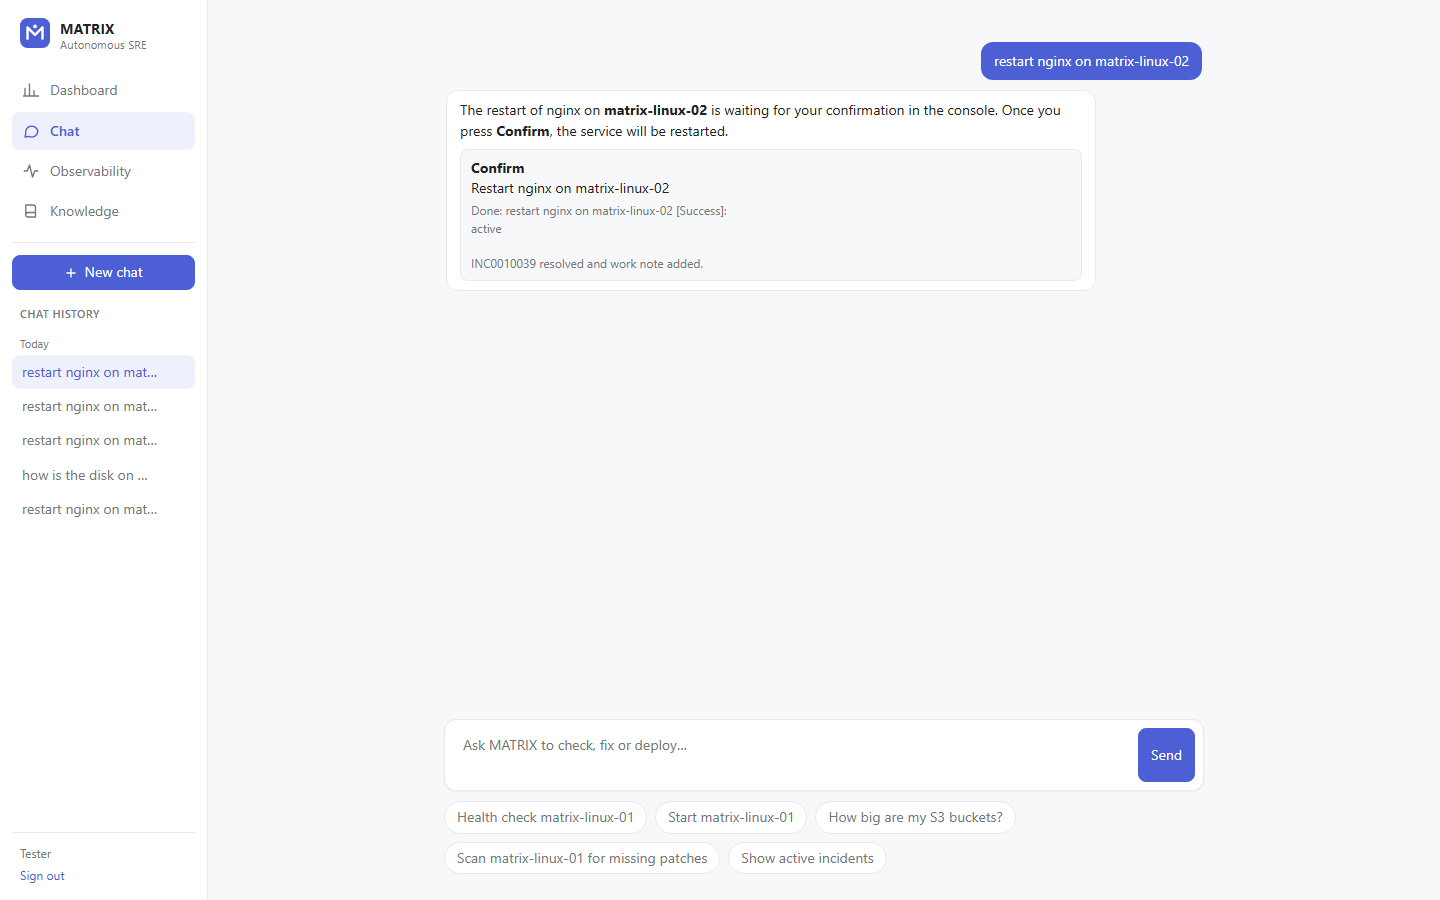 MATRIX
Autonomous SRE
Dashboard
Chat
Observability
Knowledge
+ New chat
CHAT HISTORY
Today
restart nginx on mat...
restart nginx on mat...
restart nginx on mat...
how is the disk on ...
restart nginx on mat...
Tester
Sign out
restart nginx on matrix-linux-02
The restart of nginx on matrix-linux-02 is waiting for your confirmation in the console. Once you
press Confirm, the service will be restarted.
Confirm
Restart nginx on matrix-linux-02
Done: restart nginx on matrix-linux-02 [Success]:
active
INC0010039 resolved and work note added.
Ask MATRIX to check, fix or deploy...
Send
Health check matrix-linux-01
Start matrix-linux-01
How big are my S3 buckets?
Scan matrix-linux-01 for missing patches
Show active incidents